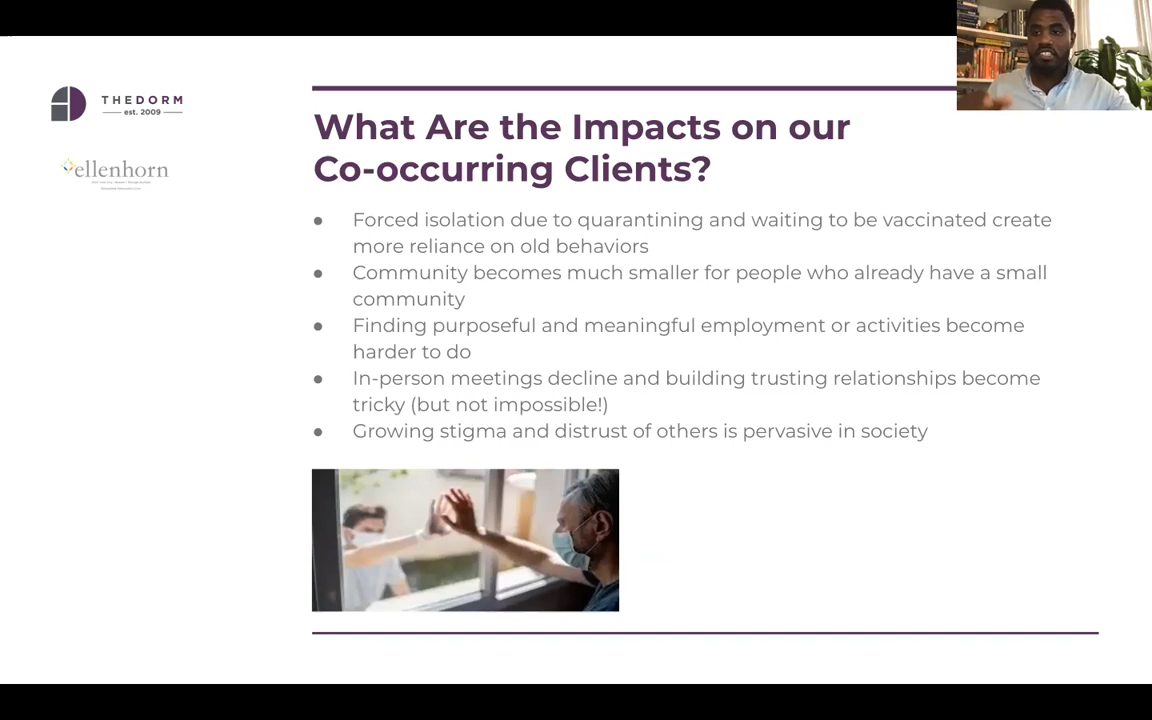 THEDORM
est. 2009
ellenhorn
What Are the Impacts on our
Co-occurring Clients?
● Forced isolation due to quarantining and waiting to be vaccinated create
more reliance on old behaviors
● Community becomes much smaller for people who already have a small
community
● Finding purposeful and meaningful employment or activities become
harder to do
● In-person meetings decline and building trusting relationships become
tricky (but not impossible!)
● Growing stigma and distrust of others is pervasive in society